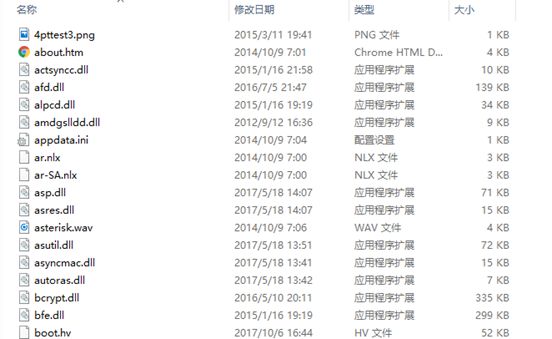 名称 修改日期 类型 大小
4pttest3.png 2015/3/11 19:41 PNG 文件 1 KB
about.htm 2014/10/9 7:01 Chrome HTML D... 4 KB
actsyncc.dll 2015/1/16 21:58 应用程序扩展 10 KB
afd.dll 2016/7/5 21:47 应用程序扩展 139 KB
alpcd.dll 2015/1/16 19:19 应用程序扩展 34 KB
amdgslldd.dll 2012/9/12 16:36 应用程序扩展 9 KB
appdata.ini 2014/10/9 7:04 配置设置 1 KB
ar.nlx 2014/10/9 7:00 NLX 文件 3 KB
ar-SA.nlx 2014/10/9 7:00 NLX 文件 3 KB
asp.dll 2017/5/18 14:07 应用程序扩展 71 KB
asres.dll 2017/5/18 14:07 应用程序扩展 15 KB
asterisk.wav 2014/10/9 7:06 WAV 文件 4 KB
asutil.dll 2017/5/18 13:51 应用程序扩展 72 KB
asyncmac.dll 2017/5/18 13:41 应用程序扩展 15 KB
autoras.dll 2017/5/18 13:42 应用程序扩展 7 KB
bcrypt.dll 2016/5/10 20:11 应用程序扩展 335 KB
bfe.dll 2015/1/16 19:19 应用程序扩展 299 KB
boot.hv 2017/10/6 16:44 HV 文件 52 KB